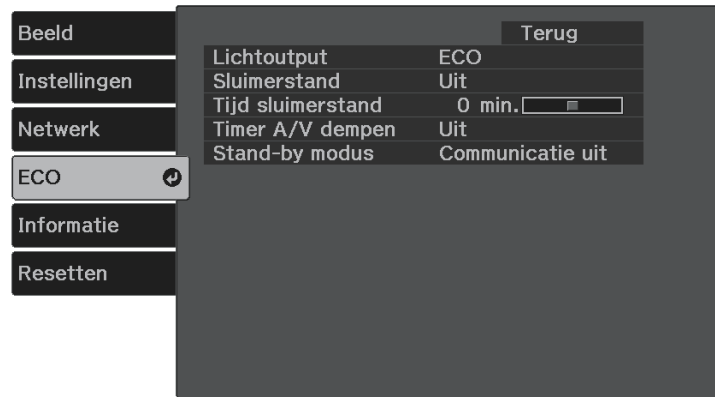 Beeld
Instellingen
Netwerk
ECO
Informatie
Resetten
Terug
Lichtoutput ECO
Sluimerstand Uit
Tijd sluimerstand 0 min.
Timer A/V dempen Uit
Stand-by modus Communicatie uit